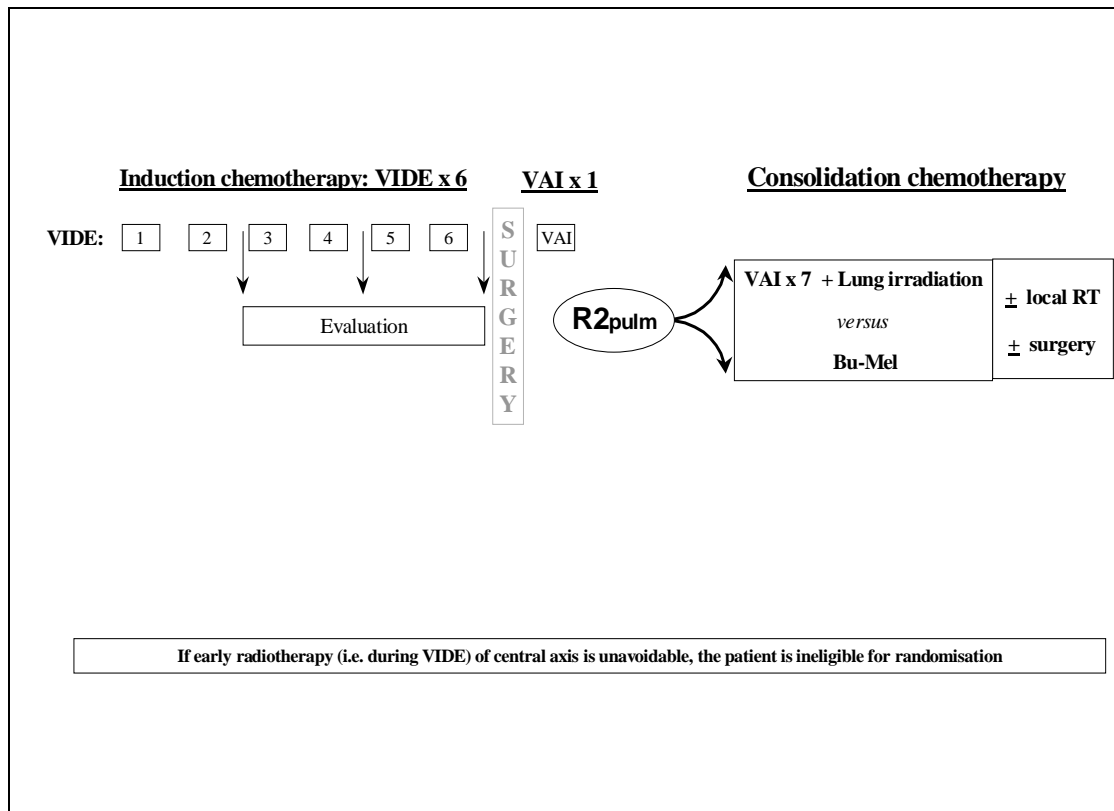 Induction chemotherapy: VIDE x 6
VAI x 1
Consolidation chemotherapy
VIDE:
1
2
3
4
5
6
SURGERY
VAI
Evaluation
R2pulm
VAI x 7 + Lung irradiation
versus
Bu-Mel
± local RT
± surgery
If early radiotherapy (i.e. during VIDE) of central axis is unavoidable, the patient is ineligible for randomisation